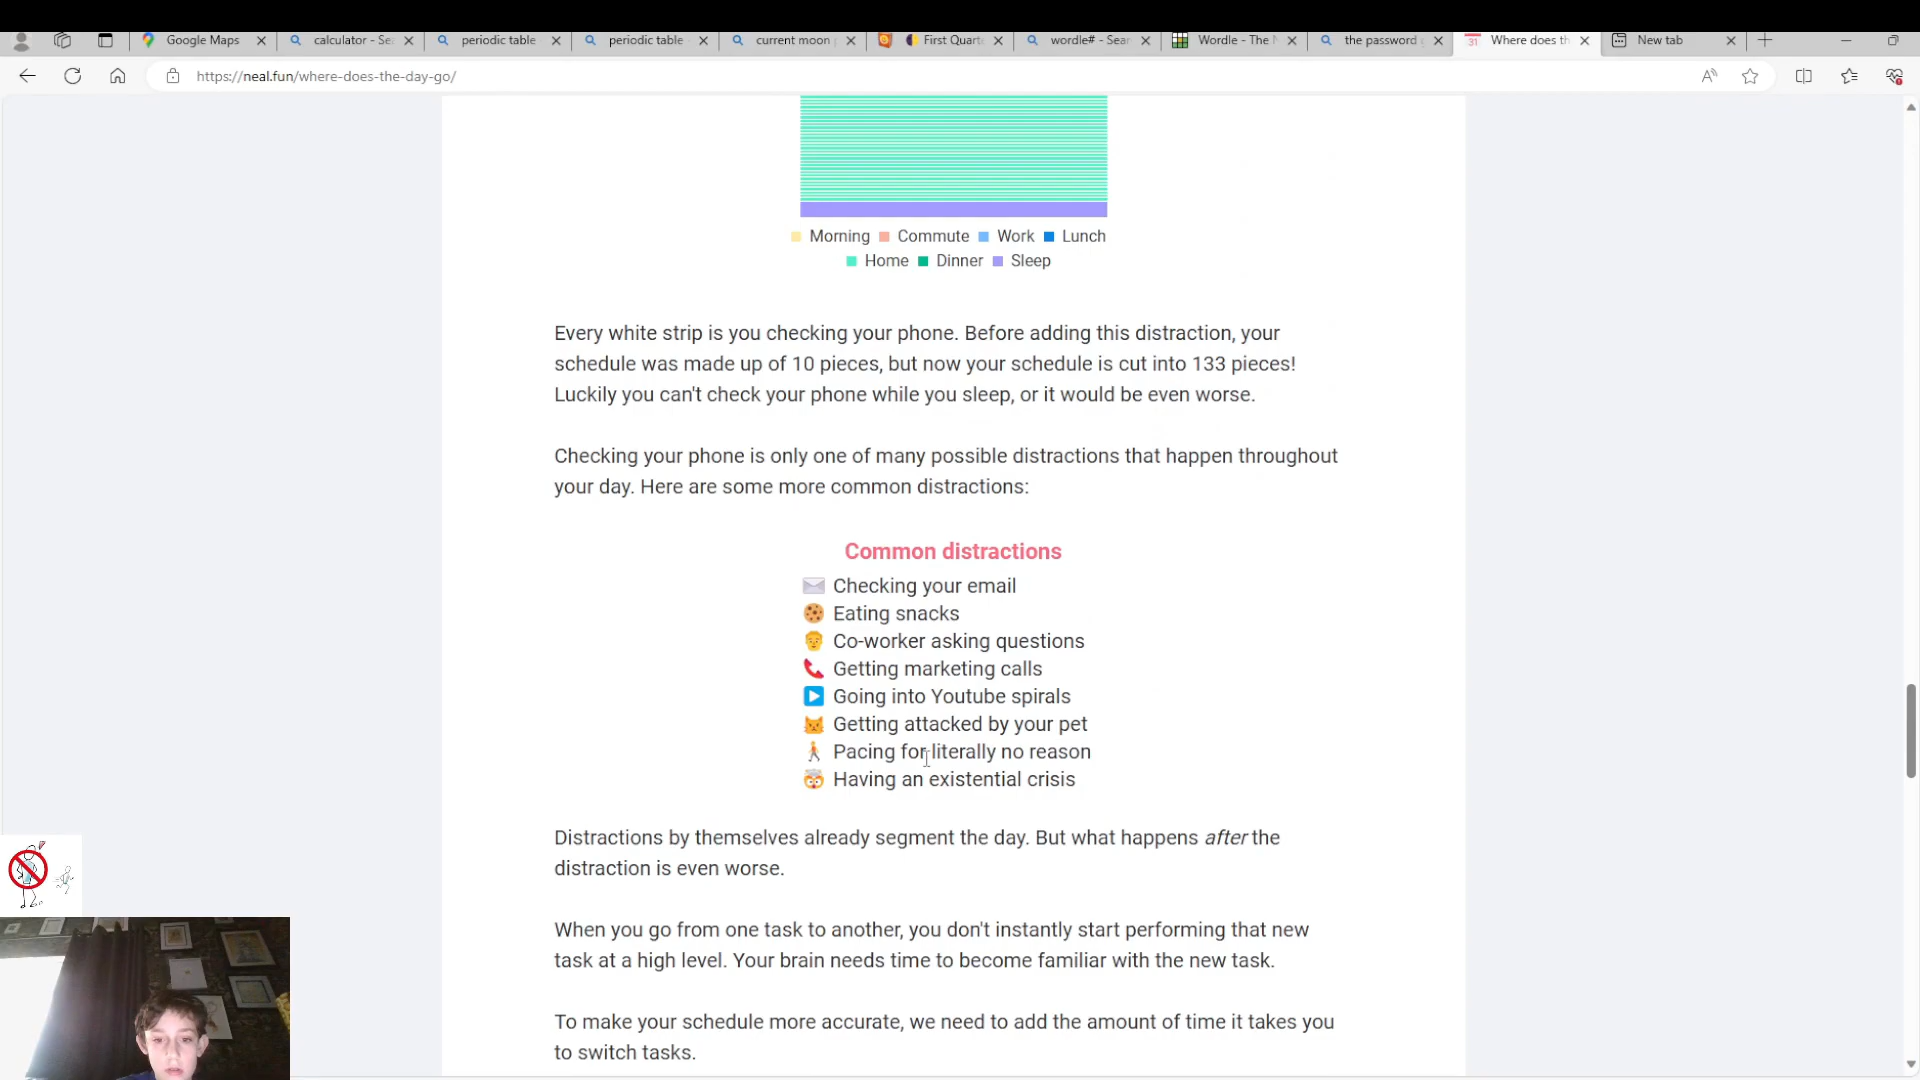 Google Maps
calculator - Se
periodic table
periodic table
current moon
First Quart
wordle# - Sear
Wordle - The N
the password
31
Where does th
New tab
https://neal.fun/where-does-the-day-go/
Morning Commute Work Lunch
Home Dinner Sleep
Every white strip is you checking your phone. Before adding this distraction, your
schedule was made up of 10 pieces, but now your schedule is cut into 133 pieces!
Luckily you can't check your phone while you sleep, or it would be even worse.
Checking your phone is only one of many possible distractions that happen throughout
your day. Here are some more common distractions:
Common distractions
Checking your email
Eating snacks
Co-worker asking questions
Getting marketing calls
Going into Youtube spirals
Getting attacked by your pet
Pacing for literally no reason
Having an existential crisis
Distractions by themselves already segment the day. But what happens after the
distraction is even worse.
When you go from one task to another, you don't instantly start performing that new
task at a high level. Your brain needs time to become familiar with the new task.
To make your schedule more accurate, we need to add the amount of time it takes you
to switch tasks.